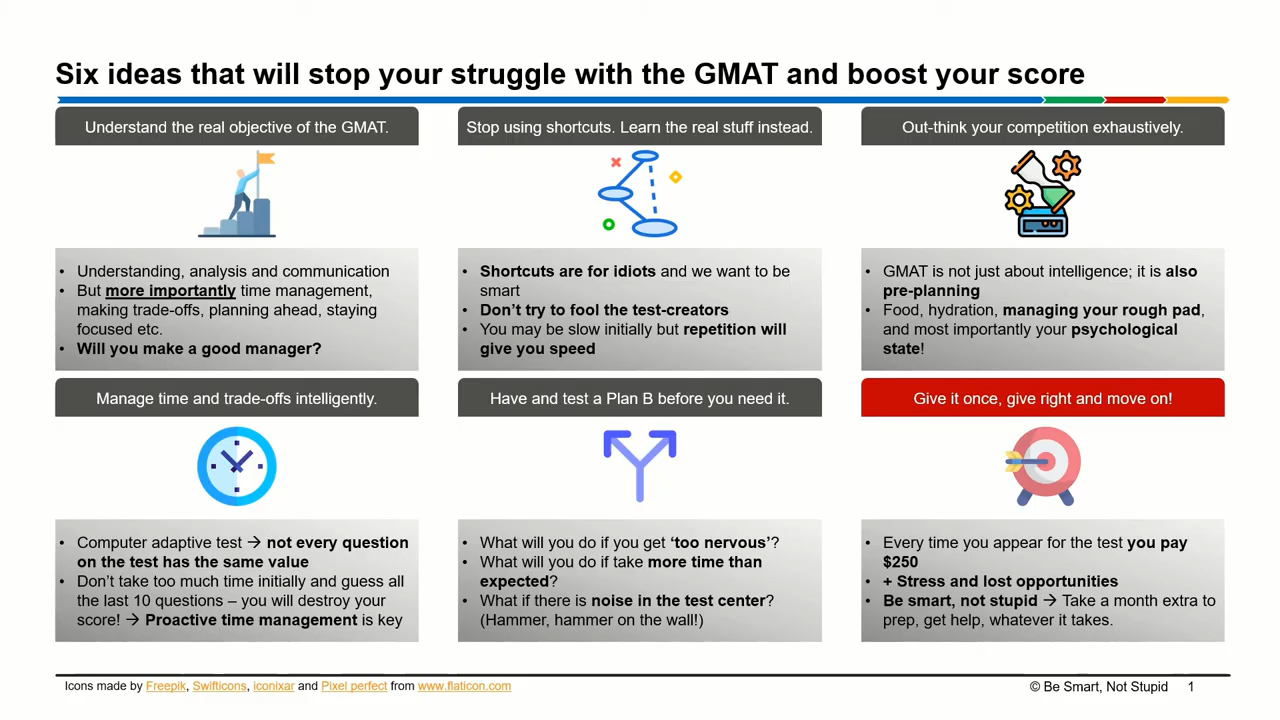 Six ideas that will stop your struggle with the GMAT and boost your score
Understand the real objective of the GMAT.
• Understanding, analysis and communication
• But more importantly time management,
making trade-offs, planning ahead, staying
focused etc.
• Will you make a good manager?
Stop using shortcuts. Learn the real stuff instead.
• Shortcuts are for idiots and we want to be
smart
• Don't try to fool the test-creators
• You may be slow initially but repetition will
give you speed
Out-think your competition exhaustively.
• GMAT is not just about intelligence; it is also
pre-planning
• Food, hydration, managing your rough pad,
and most importantly your psychological
state!
Manage time and trade-offs intelligently.
• Computer adaptive test → not every question
on the test has the same value
• Don't take too much time initially and guess all
the last 10 questions – you will destroy your
score! → Proactive time management is key
Have and test a Plan B before you need it.
• What will you do if you get 'too nervous'?
• What will you do if take more time than
expected?
• What if there is noise in the test center?
(Hammer, hammer on the wall!)
Give it once, give right and move on!
• Every time you appear for the test you pay
$250
• + Stress and lost opportunities
• Be smart, not stupid → Take a month extra to
prep, get help, whatever it takes.
Icons made by Freepik, Swifticons, iconixar and Pixel perfect from www.flaticon.com
© Be Smart, Not Stupid 1